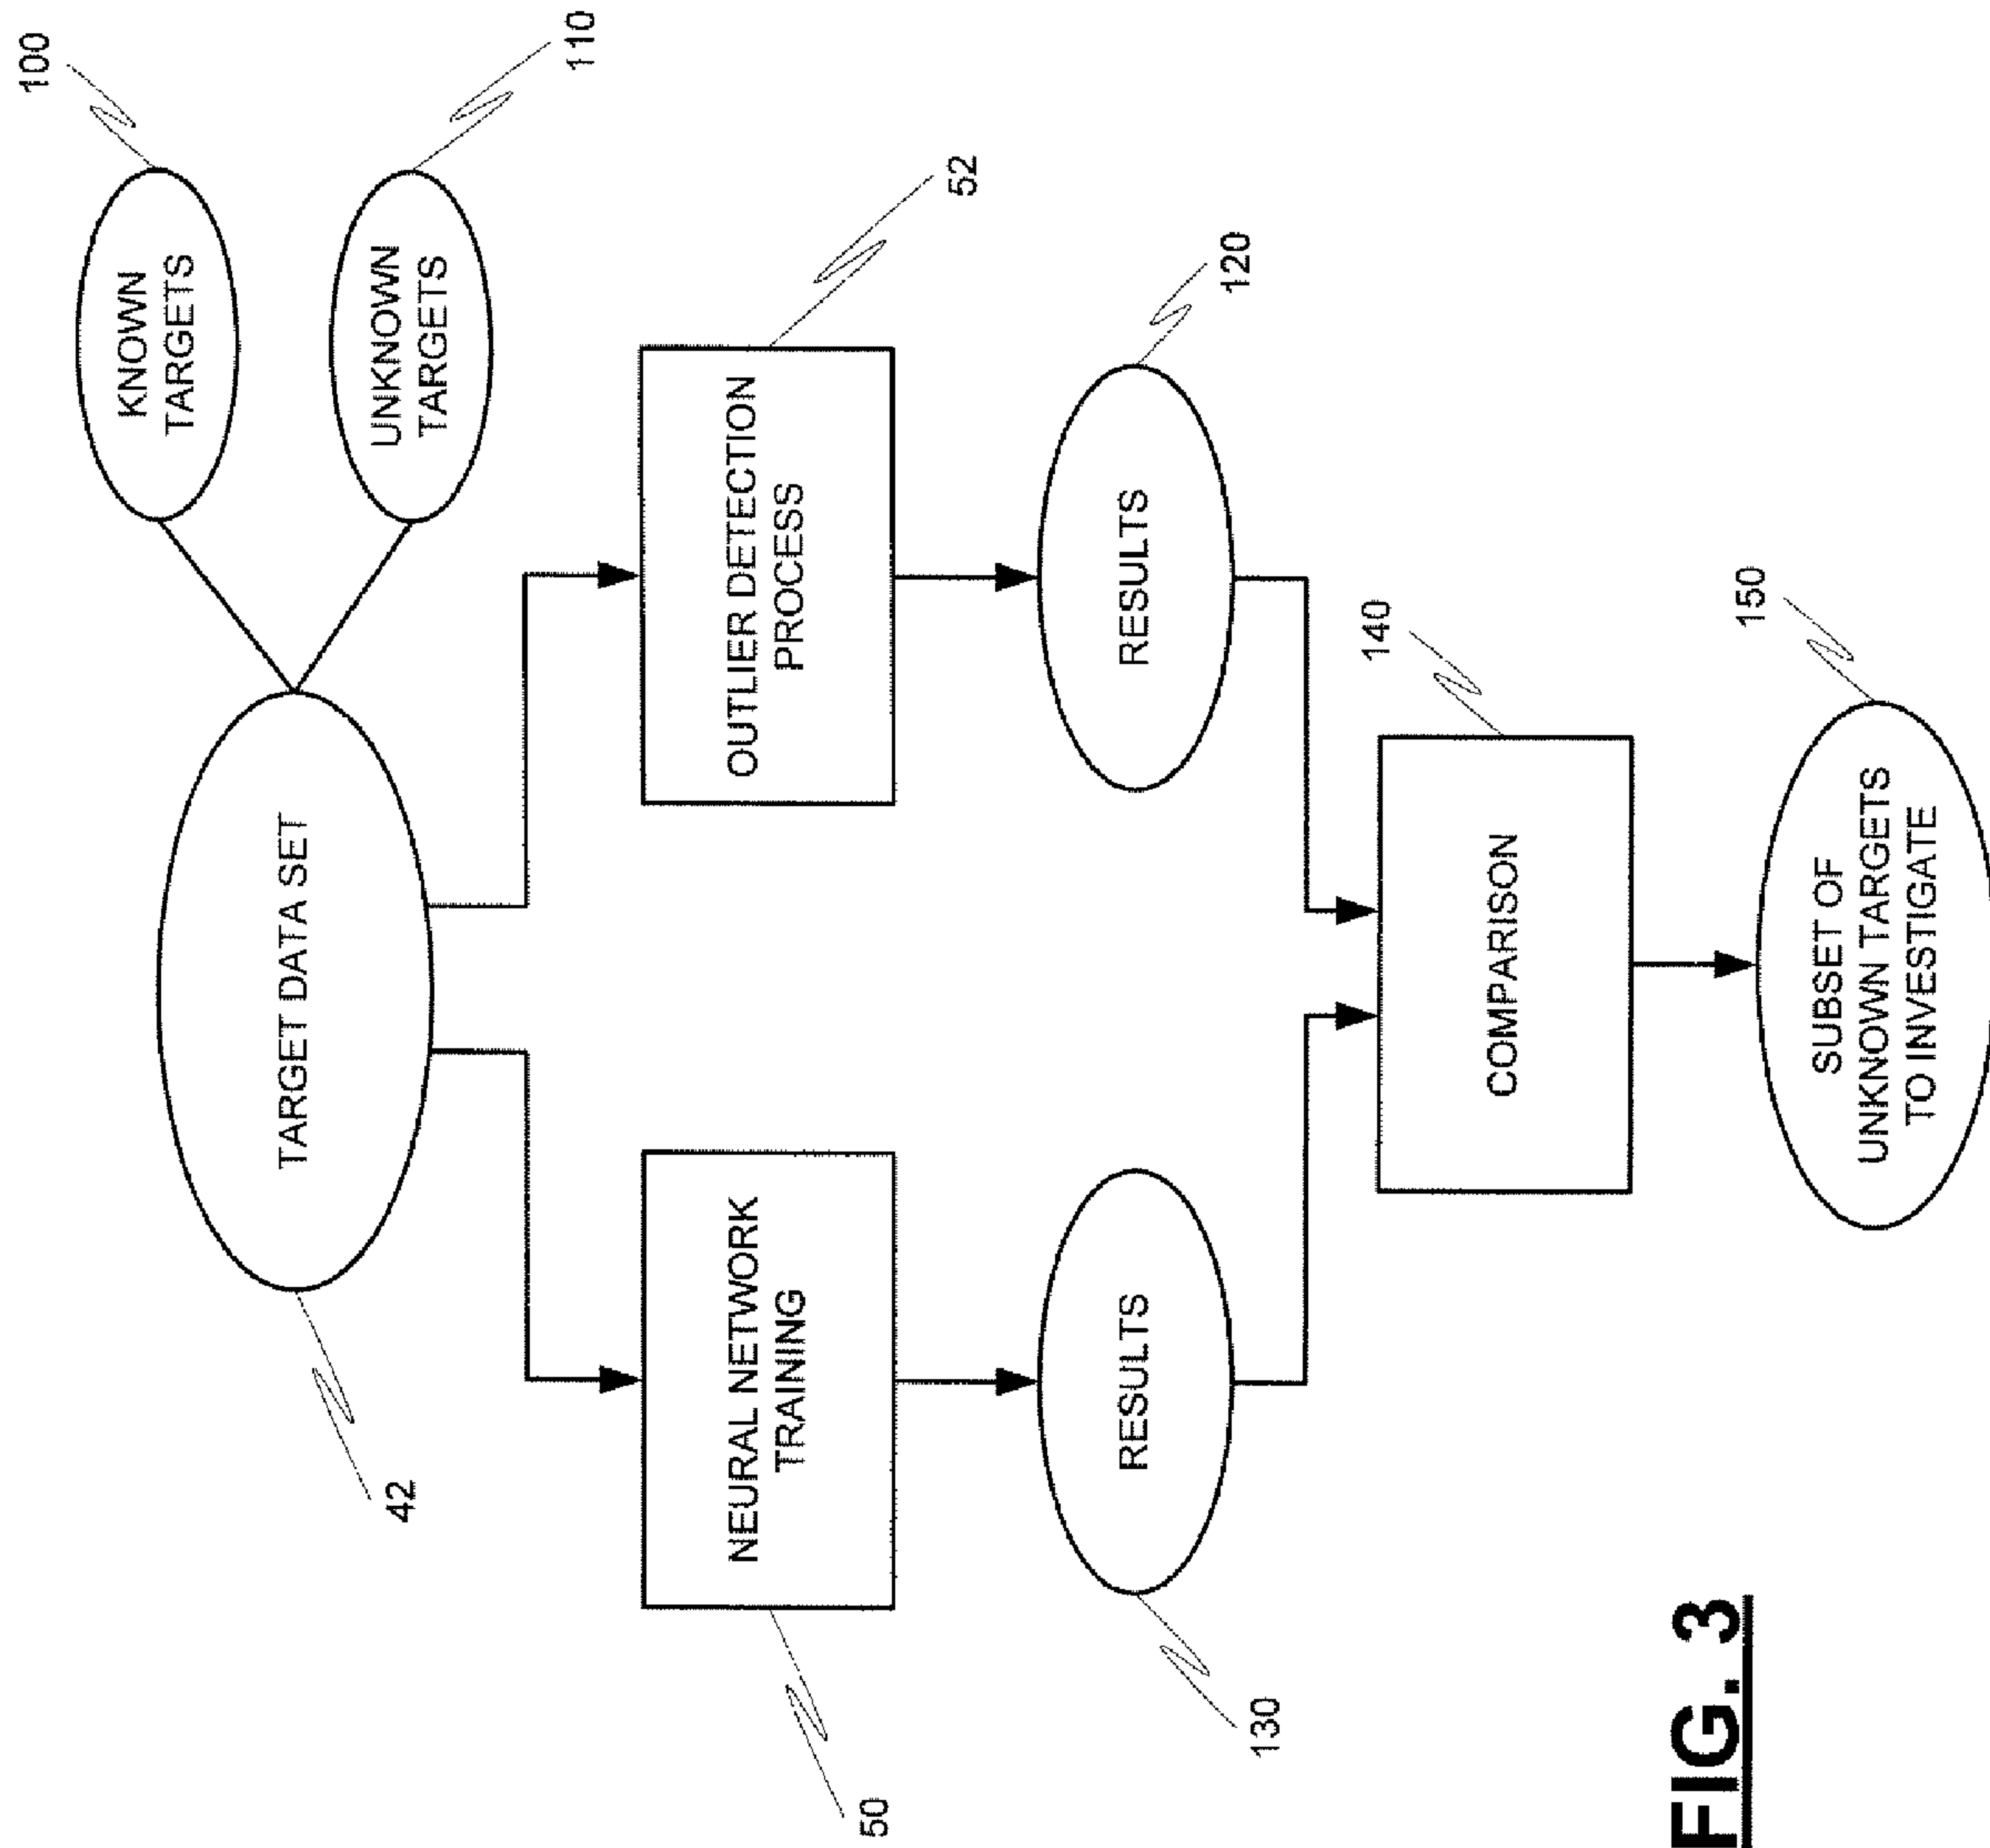 100
KNOWN
TARGETS
110
UNKNOWN
TARGETS
TARGET DATA SET
42
NEURAL NETWORK
TRAINING
50
OUTLIER DETECTION
PROCESS
52
RESULTS
130
RESULTS
120
COMPARISON
140
SUBSET OF
UNKNOWN TARGETS
TO INVESTIGATE
150
FIG. 3